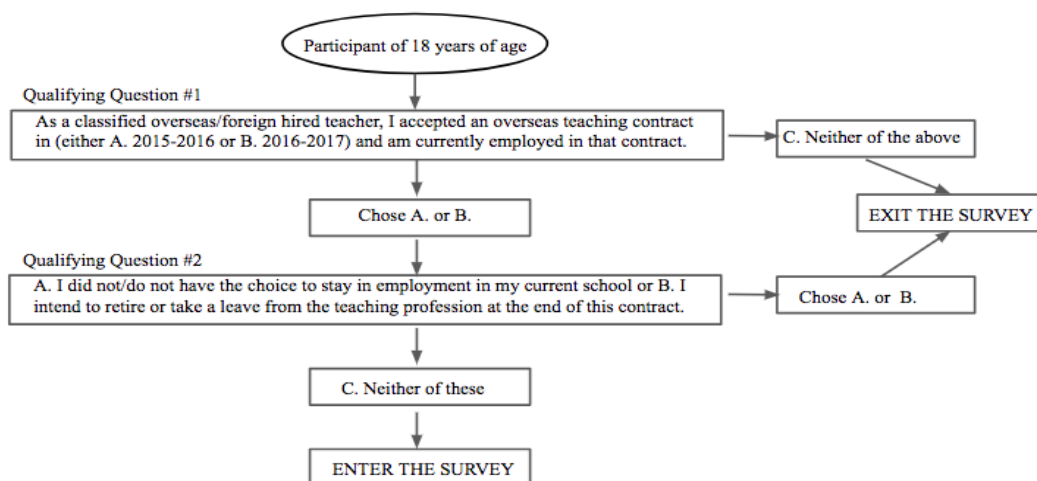 Participant of 18 years of age
Qualifying Question #1
As a classified overseas/foreign hired teacher, I accepted an overseas teaching contract
in (either A. 2015-2016 or B. 2016-2017) and am currently employed in that contract.
C. Neither of the above
Chose A. or B.
EXIT THE SURVEY
Qualifying Question #2
A. I did not/do not have the choice to stay in employment in my current school or B. I
intend to retire or take a leave from the teaching profession at the end of this contract.
Chose A. or B.
C. Neither of these
ENTER THE SURVEY